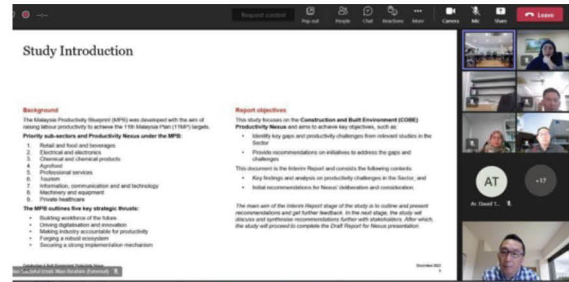 Request control
Pop out
People
Chat
Reactions
More
Camera
Mic
Share
Leave
Study Introduction
Background
The Malaysia Productivity Blueprint (MPB) was developed with the aim of
raising labour productivity to achieve the 11th Malaysia Plan (11MP) targets.
Priority sub-sectors and Productivity Nexus under the MPB:
1. Retail and food and beverages
2. Electrical and electronics
3. Chemical and chemical products
4. Agrofood
5. Professional services
6. Tourism
7. Information, communication and and technology
8. Machinery and equipment
9. Private healthcare
The MPB outlines five key strategic thrusts:
• Building workforce of the future
• Driving digitalisation and innovation
• Making industry accountable for productivity
• Forging a robust ecosystem
• Securing a strong implementation mechanism
Report objectives
This study focuses on the Construction and Built Environment (COBE)
Productivity Nexus and aims to achieve key objectives, such as:
• Identify key gaps and productivity challenges from relevant studies in the
Sector
• Provide recommendations on initiatives to address the gaps and
challenges
This document is the Interim Report and consists the following contents:
• Key findings and analysis on productivity challenges in the Sector, and
• Initial recommendations for Nexus' deliberation and consideration
The main aim of the Interim Report stage of the study is to outline and present
recommendations and get further feedback. In the next stage, the study will
discuss and synthesise recommendations further with stakeholders. After which,
the study will proceed to complete the Draft Report for Nexus presentation.
AT
+17